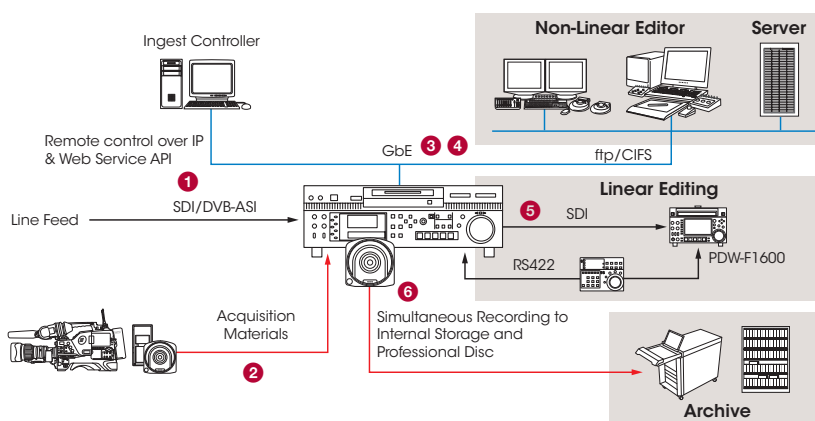 Ingest Controller
Non-Linear Editor
Server
Remote control over IP
& Web Service API
GbE
3
4
ftp/CIFS
1
SDI/DVB-ASI
Line Feed
Linear Editing
5
SDI
RS422
PDW-F1600
6
Acquisition
Materials
2
Simultaneous Recording to
Internal Storage and
Professional Disc
Archive